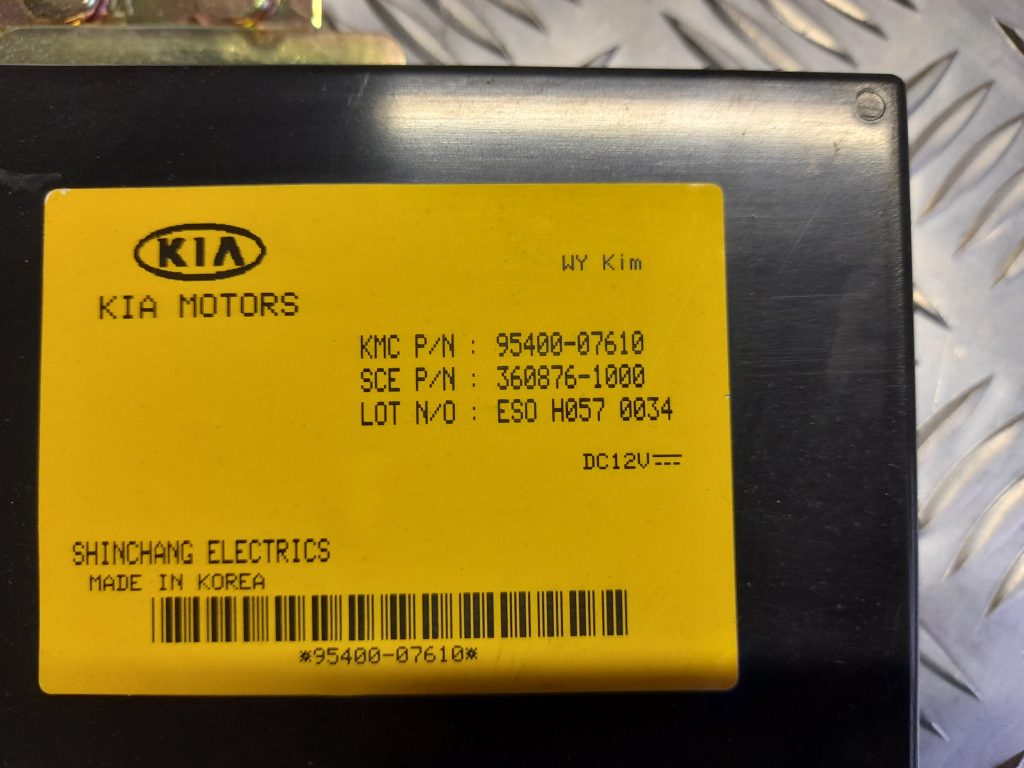 KIA
KIA MOTORS
WY Kim
KMC P/N : 95400-07610
SCE P/N : 360876-1000
LOT N/O : ESO H057 0034
DC12V
SHINCHANG ELECTRICS
MADE IN KOREA
*95400-07610*